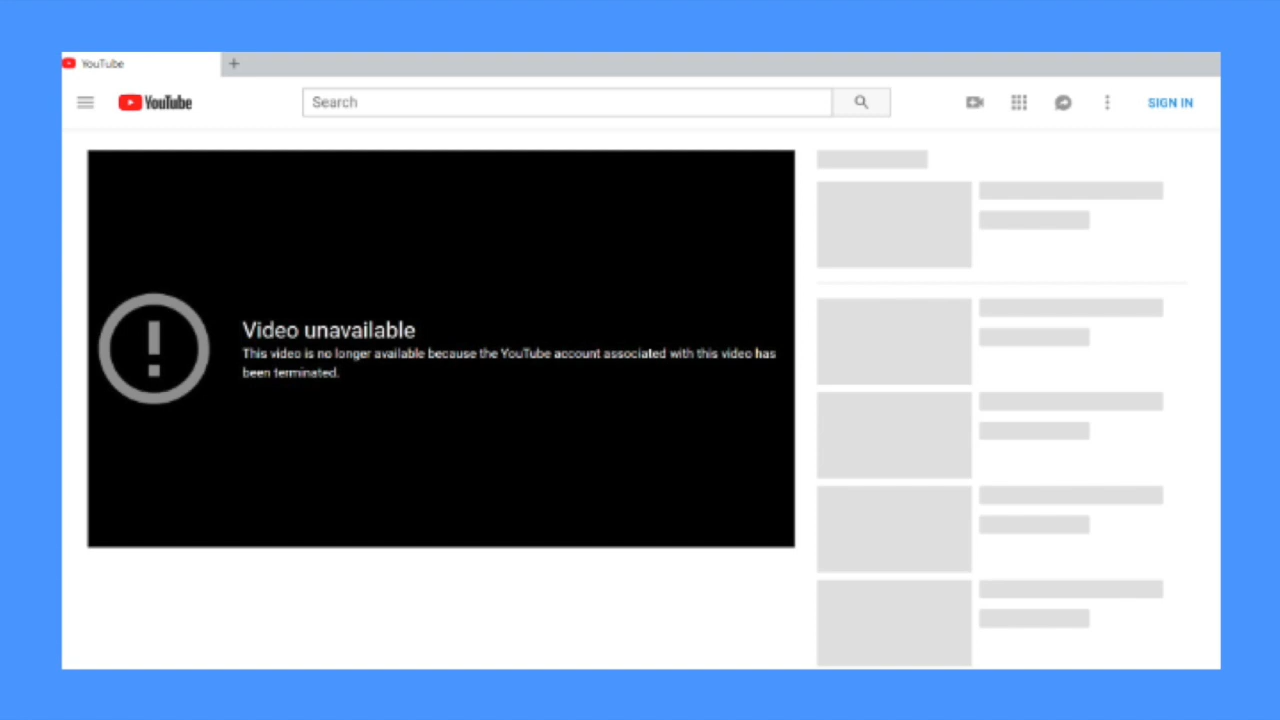 YouTube
YouTube
Search
SIGN IN
Video unavailable
This video is no longer available because the YouTube account associated with this video has
been terminated.